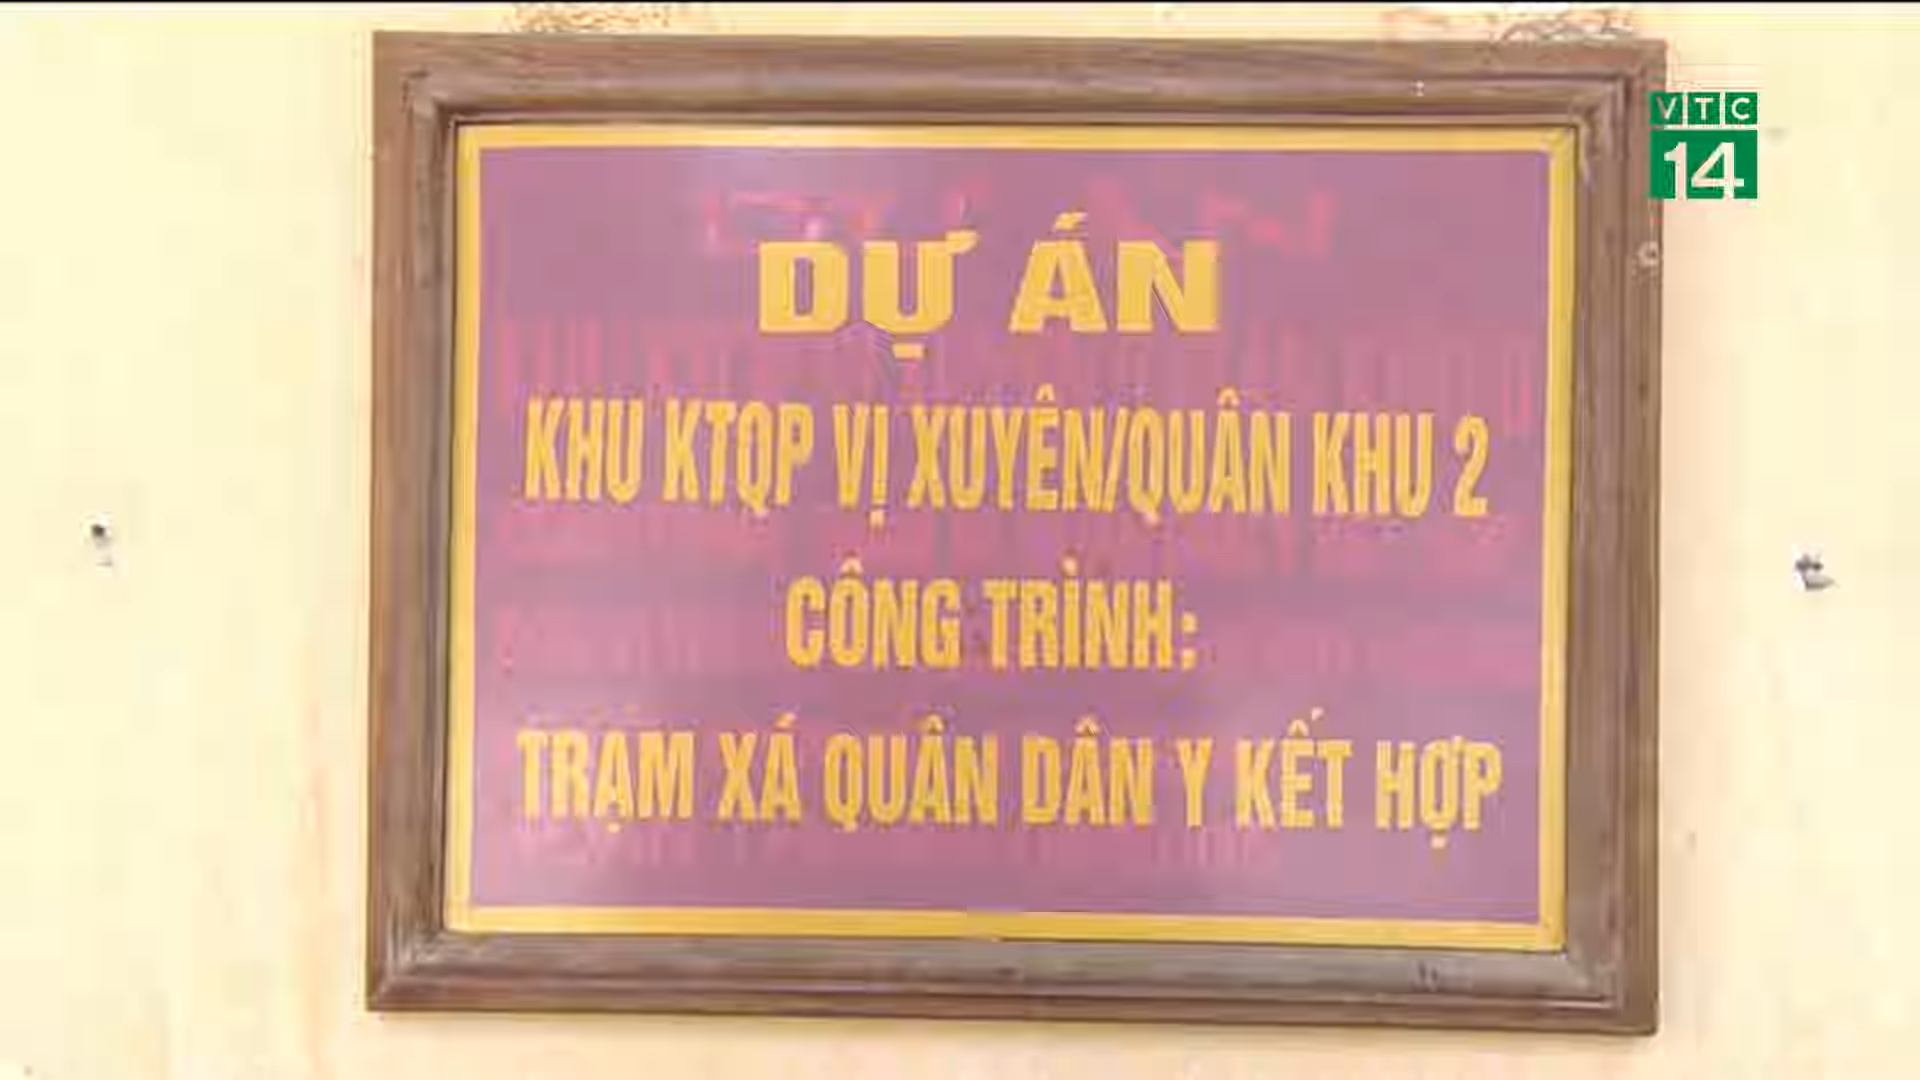 VTC
14
DỰ ÁN
KHU KTQP VỊ XUYÊN/QUÂN KHU 2
CÔNG TRÌNH:
TRẠM XÁ QUÂN DÂN Y KẾT HỢP